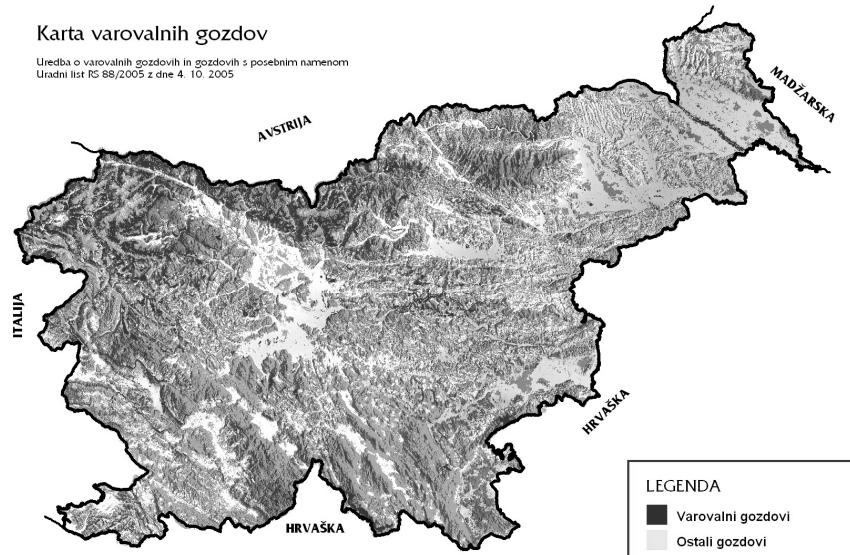 Karta varovalnih gozdov
Uredba o varovalnih gozdovih in gozdovih s posebnim namenom
Uradni list RS 88/2005 z dne 4. 10. 2005
AVSTRIJA
MADŽARSKA
ITALIJA
HRVAŠKA
HRVAŠKA
LEGENDA
Varovalni gozdovi
Ostali gozdovi